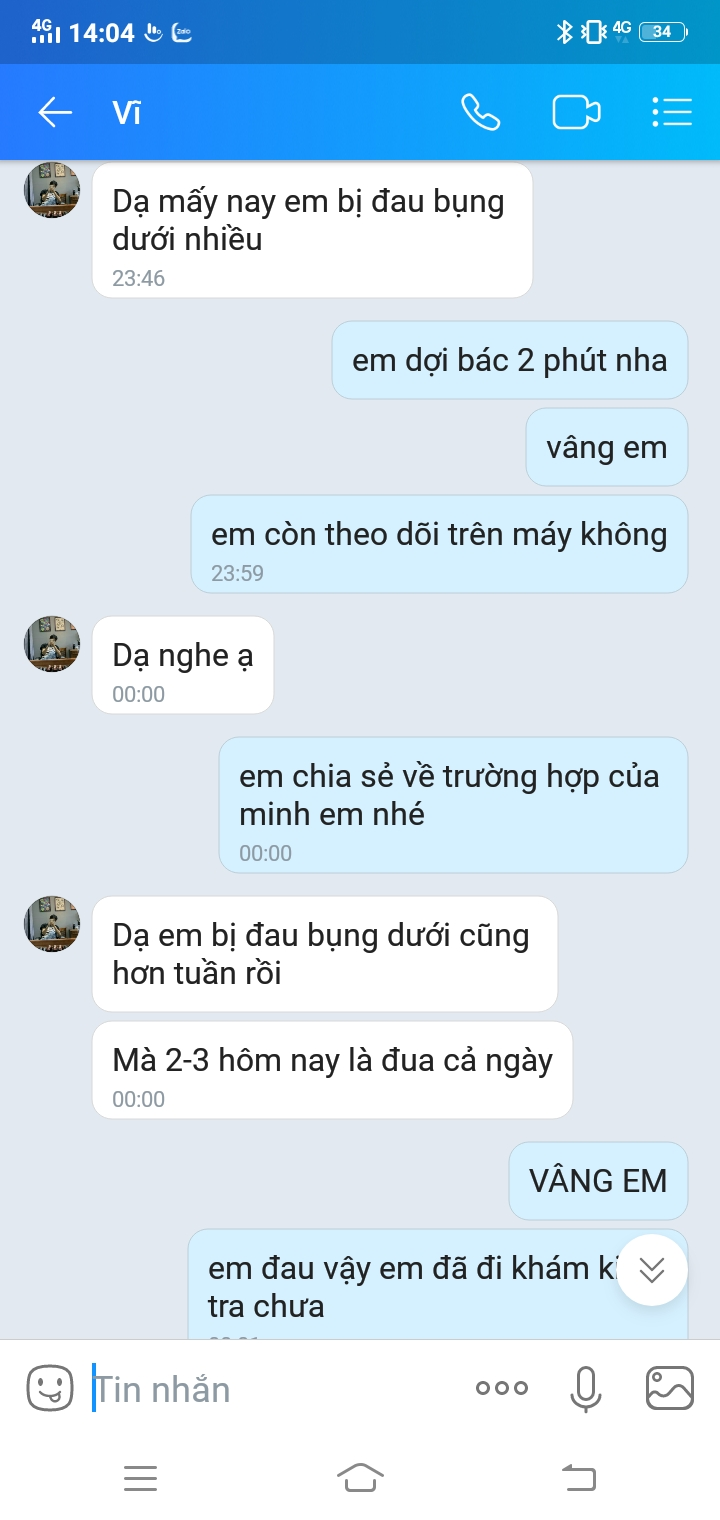 4G 14:04 4G 34
Vĩ
Dạ mấy nay em bị đau bụng
dưới nhiều
23:46
em dợi bác 2 phút nha
vâng em
em còn theo dõi trên máy không
23:59
Dạ nghe ạ
00:00
em chia sẻ về trường hợp của
minh em nhé
00:00
Dạ em bị đau bụng dưới cũng
hơn tuần rồi
Mà 2-3 hôm nay là đua cả ngày
00:00
VÂNG EM
em đau vậy em đã đi khám
tra chưa
Tin nhắn